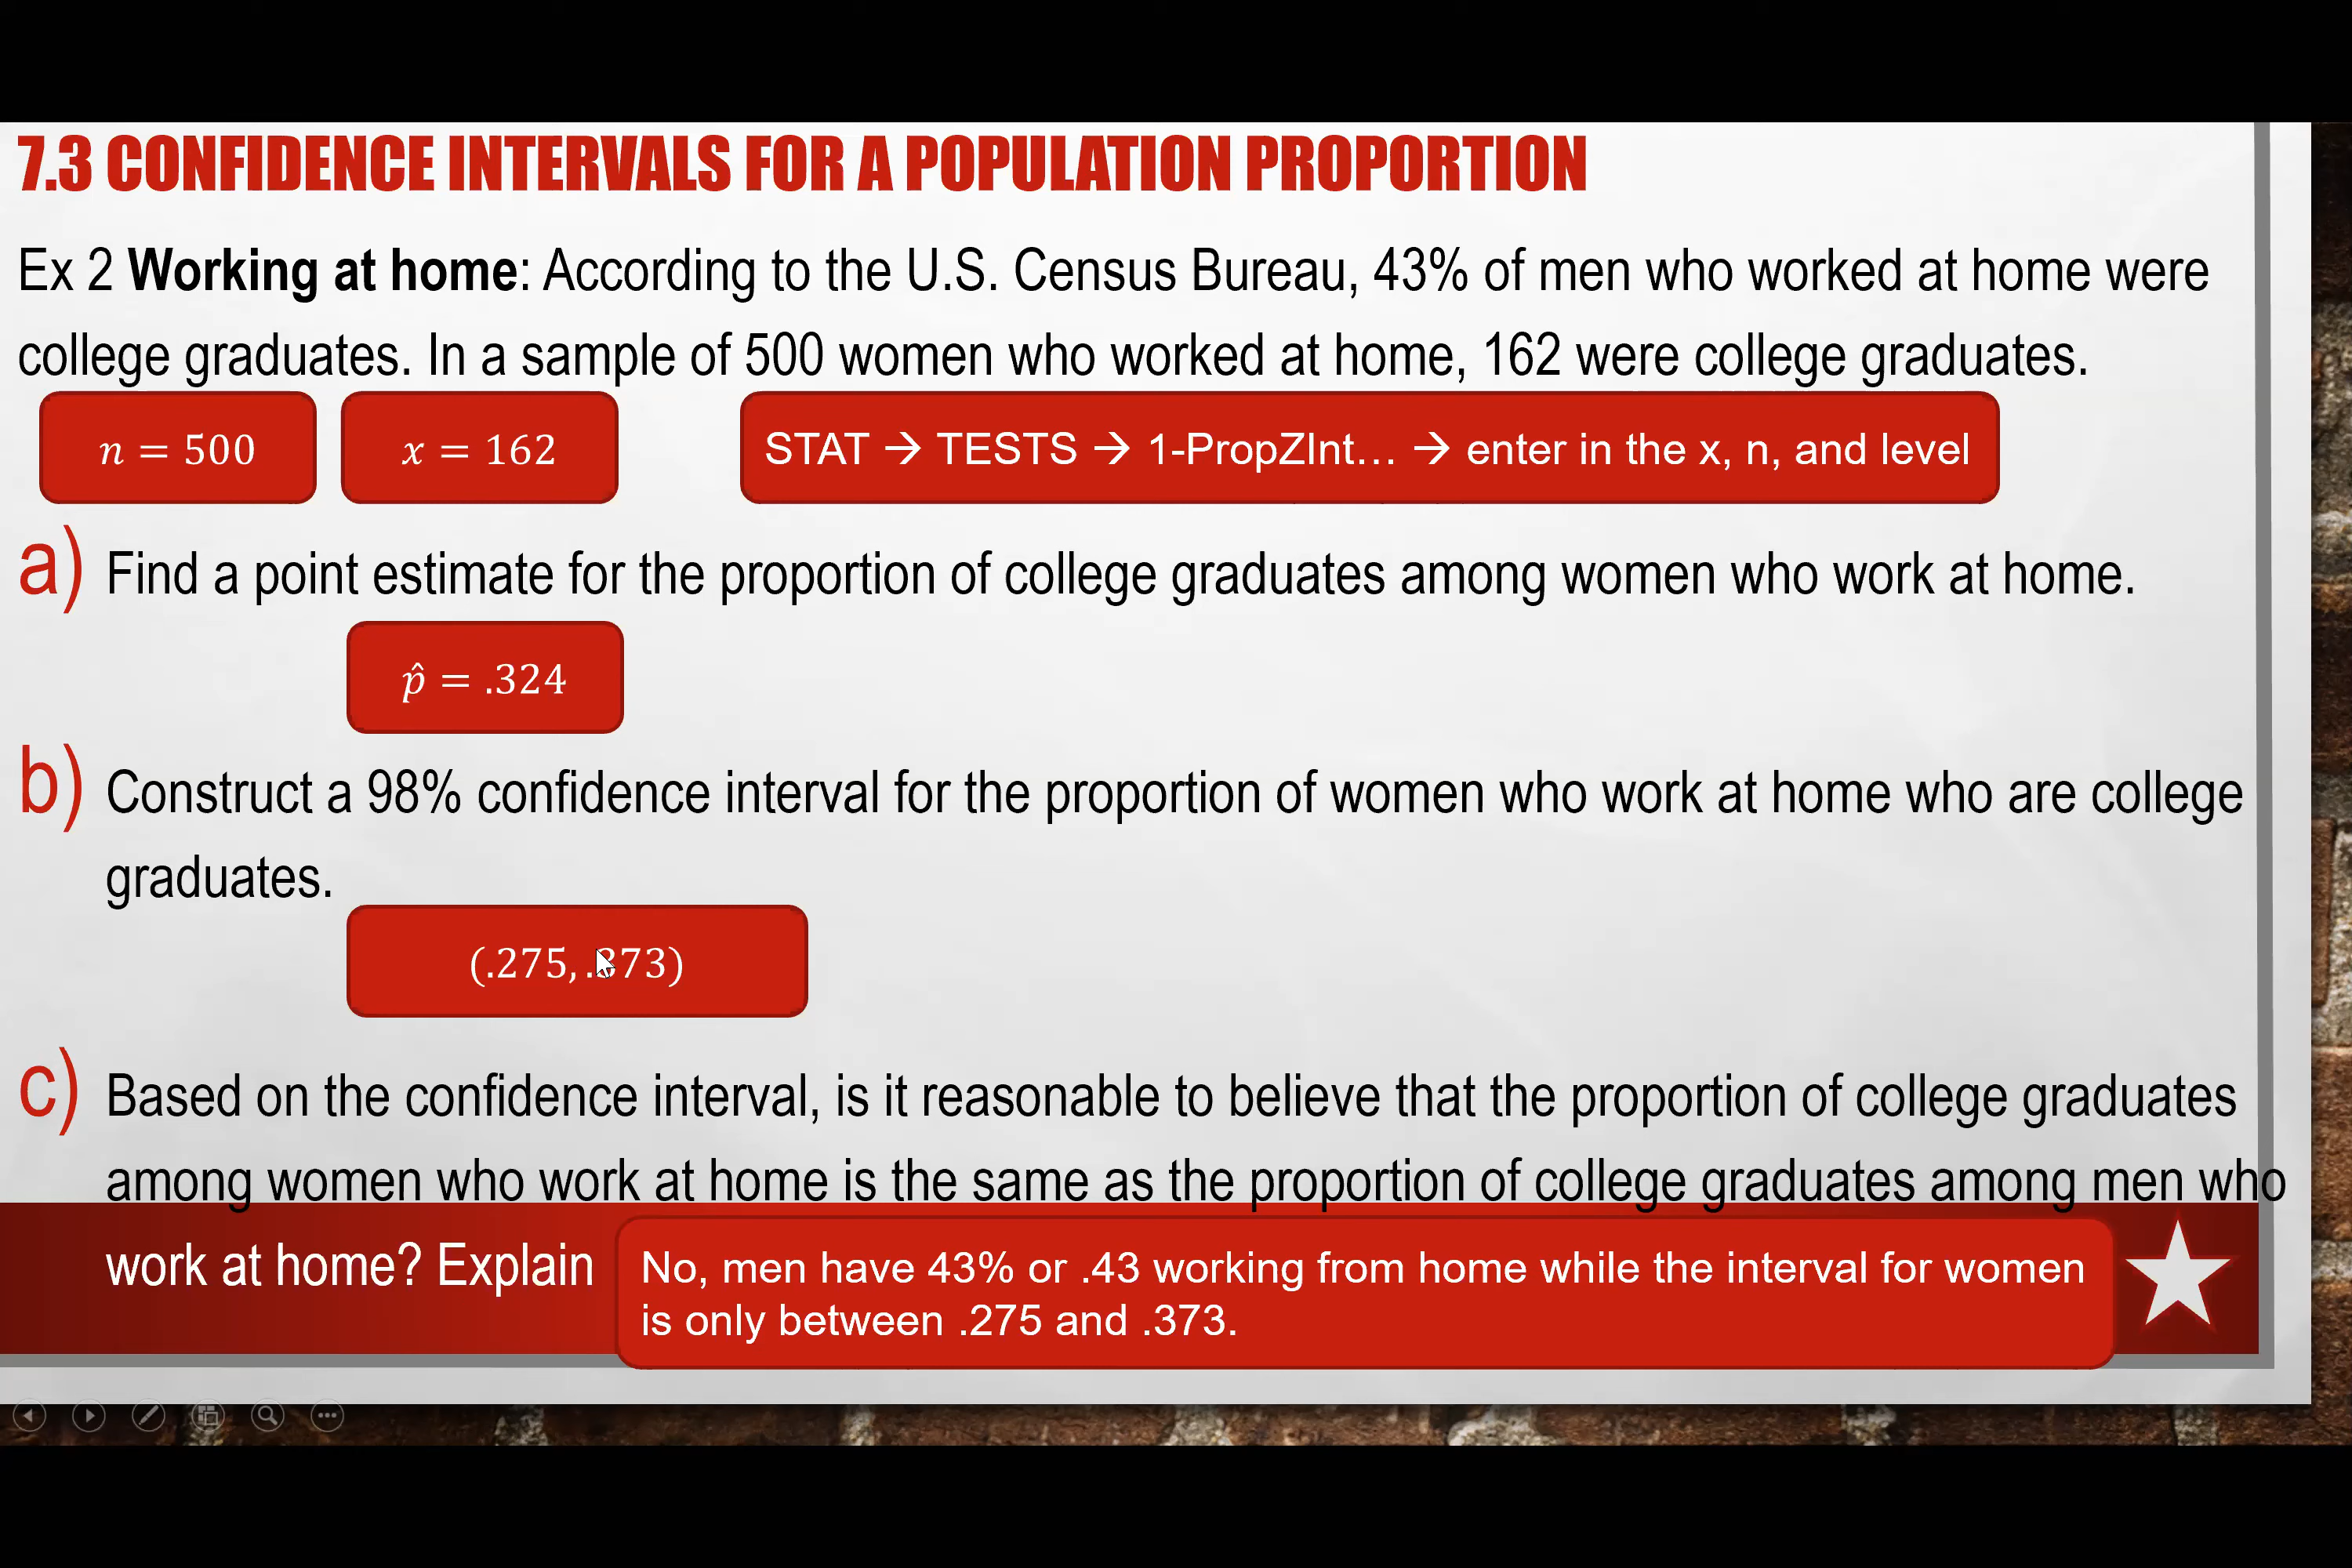 7.3 CONFIDENCE INTERVALS FOR A POPULATION PROPORTION
Ex 2 Working at home: According to the U.S. Census Bureau, 43% of men who worked at home were
college graduates. In a sample of 500 women who worked at home, 162 were college graduates.
n = 500
x = 162
STAT → TESTS → 1-PropZInt... → enter in the x, n, and level
a) Find a point estimate for the proportion of college graduates among women who work at home.
p̂ = .324
b) Construct a 98% confidence interval for the proportion of women who work at home who are college
graduates.
(.275, .373)
c) Based on the confidence interval, is it reasonable to believe that the proportion of college graduates
among women who work at home is the same as the proportion of college graduates among men who
work at home? Explain
No, men have 43% or .43 working from home while the interval for women
is only between .275 and .373.